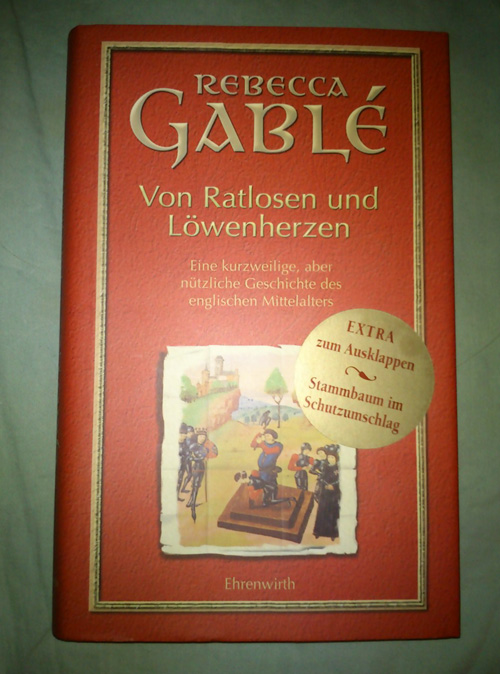 REBECCA
GABLÉ
Von Ratlosen und
Löwenherzen
Eine kurzweilige, aber
nützliche Geschichte des
englischen Mittelalters
EXTRA
zum Ausklappen
Stammbaum im
Schutzumschlag
Ehrenwirth